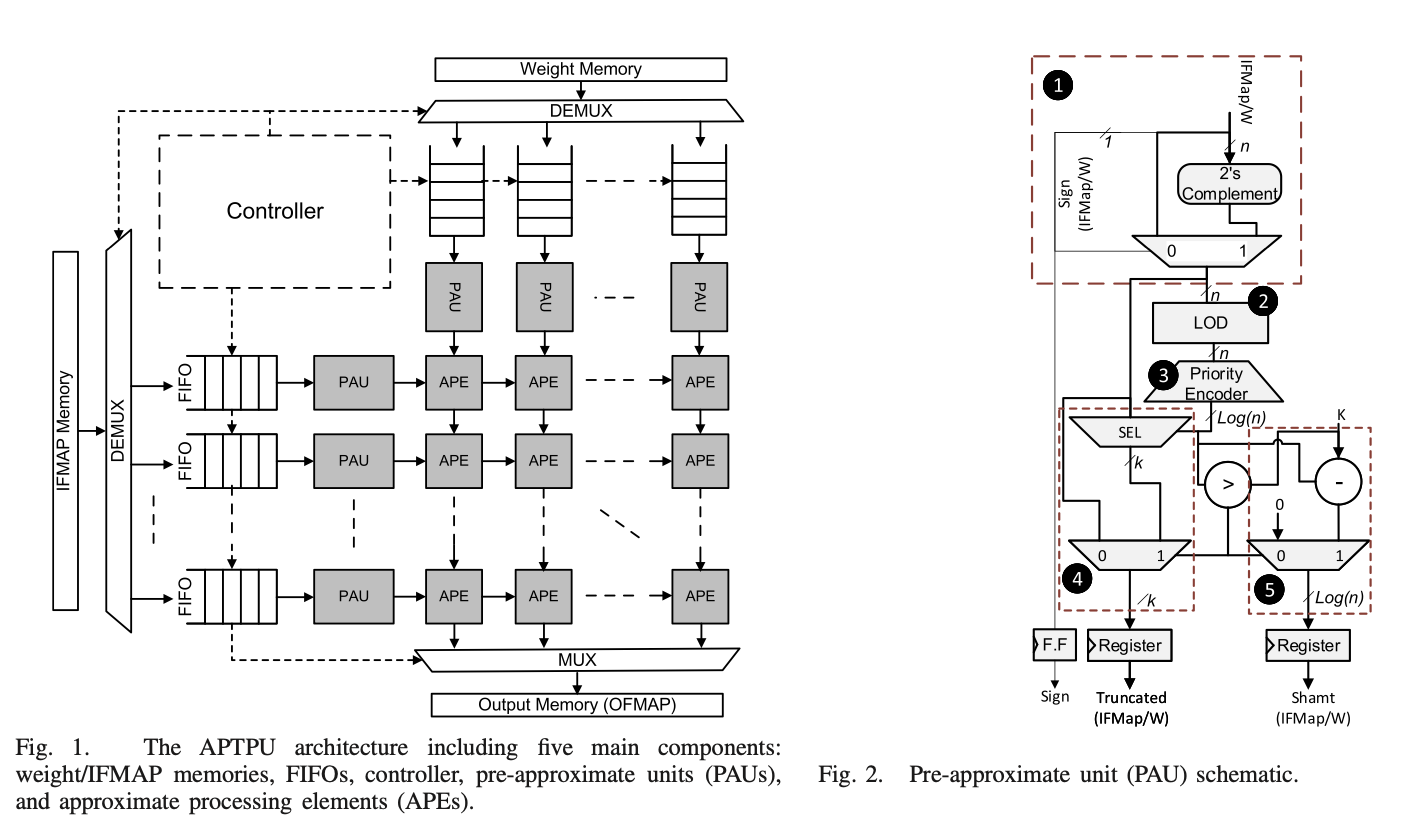 Weight Memory
DEMUX
Controller
PAU
PAU
PAU
IFMAP Memory
DEMUX
FIFO
PAU
APE
APE
APE
FIFO
PAU
APE
APE
APE
FIFO
PAU
APE
APE
APE
MUX
Output Memory (OFMAP)
Fig. 1. The APTPU architecture including five main components:
weight/IFMAP memories, FIFOs, controller, pre-approximate units (PAUs),
and approximate processing elements (APEs).
1
IFMap/W
1
n
Sign
(IFMap/W)
2's
Complement
0
1
n
2
LOD
n
3
Priority
Encoder
Log(n)
K
SEL
k
>
-
0
0
1
0
1
4
5
k
Log(n)
F.F
Register
Register
Sign
Truncated
(IFMap/W)
Shamt
(IFMap/W)
Fig. 2. Pre-approximate unit (PAU) schematic.